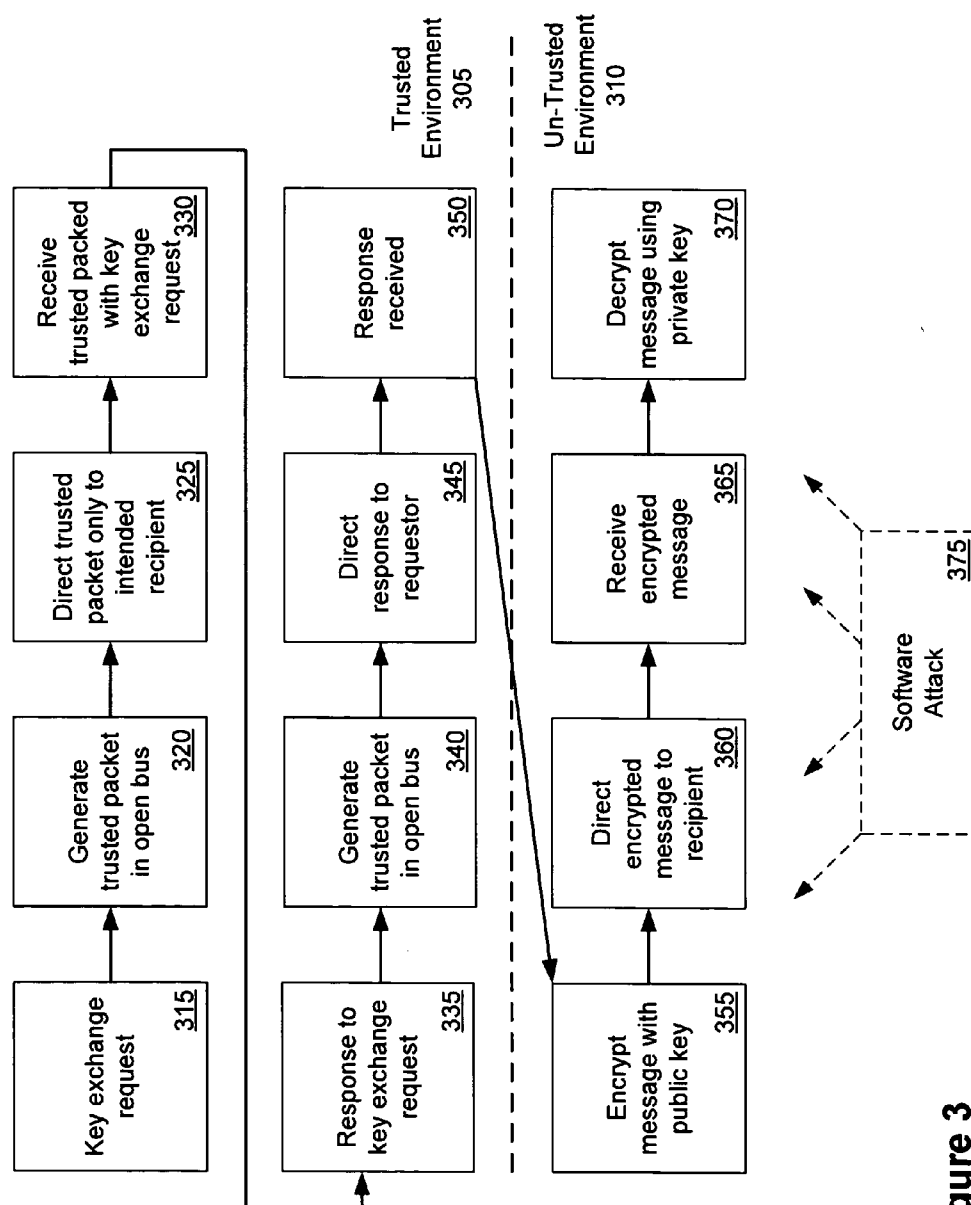 Key exchange
request
315
Generate
trusted packet
in open bus
320
Direct trusted
packet only to
intended
recipient
325
Receive
trusted packed
with key
exchange
request
330
Response to
key exchange
request
335
Generate
trusted packet
in open bus
340
Direct
response to
requestor
345
Response
received
350
Trusted
Environment
305
Un-Trusted
Environment
310
Encrypt
message with
public key
355
Direct
encrypted
message to
recipient
360
Receive
encrypted
message
365
Decrypt
message using
private key
370
Software
Attack
375
gure 3